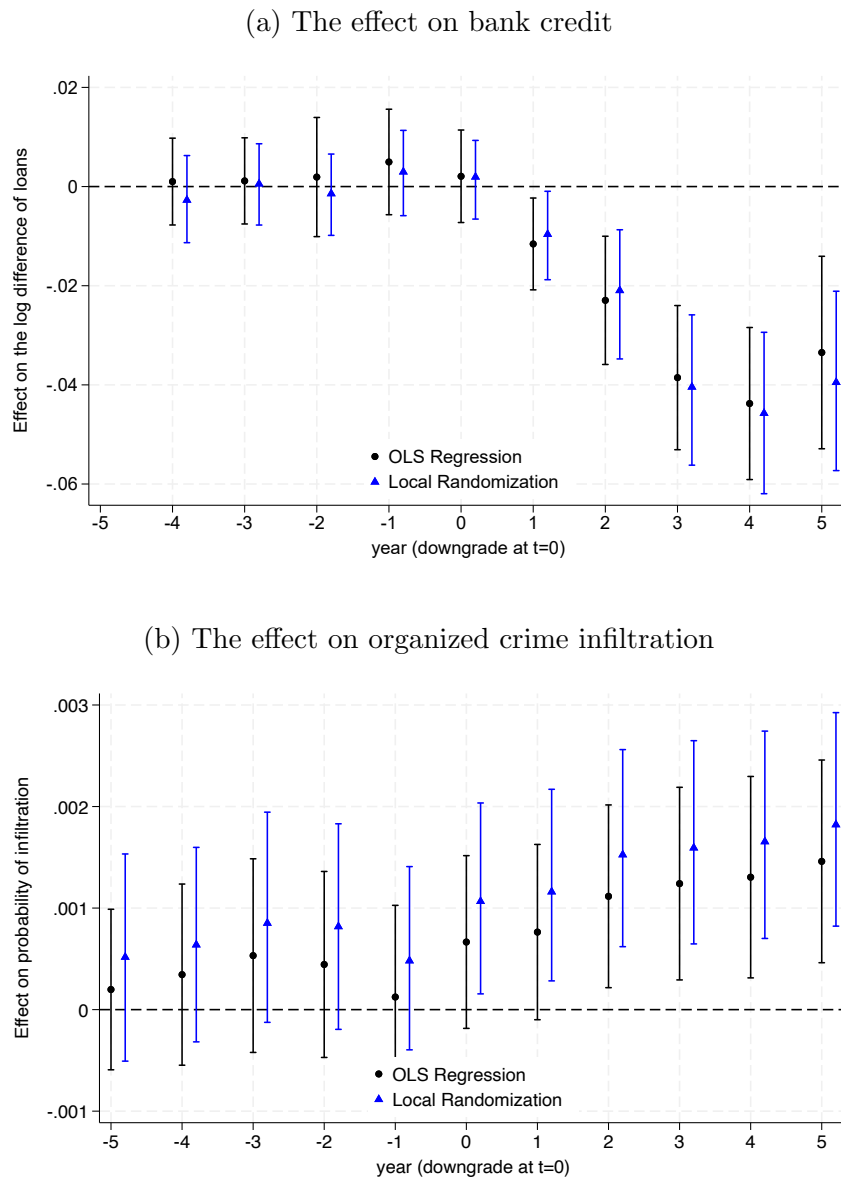 (a) The effect on bank credit
.02
0
-.02
-.04
-.06
Effect on the log difference of loans
OLS Regression
Local Randomization
-5 -4 -3 -2 -1 0 1 2 3 4 5
year (downgrade at t=0)
(b) The effect on organized crime infiltration
.003
.002
.001
0
-.001
Effect on probability of infiltration
OLS Regression
Local Randomization
-5 -4 -3 -2 -1 0 1 2 3 4 5
year (downgrade at t=0)